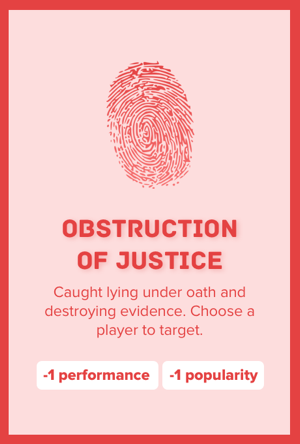 OBSTRUCTION
OF JUSTICE
Caught lying under oath and
destroying evidence. Choose a
player to target.
-1 performance -1 popularity